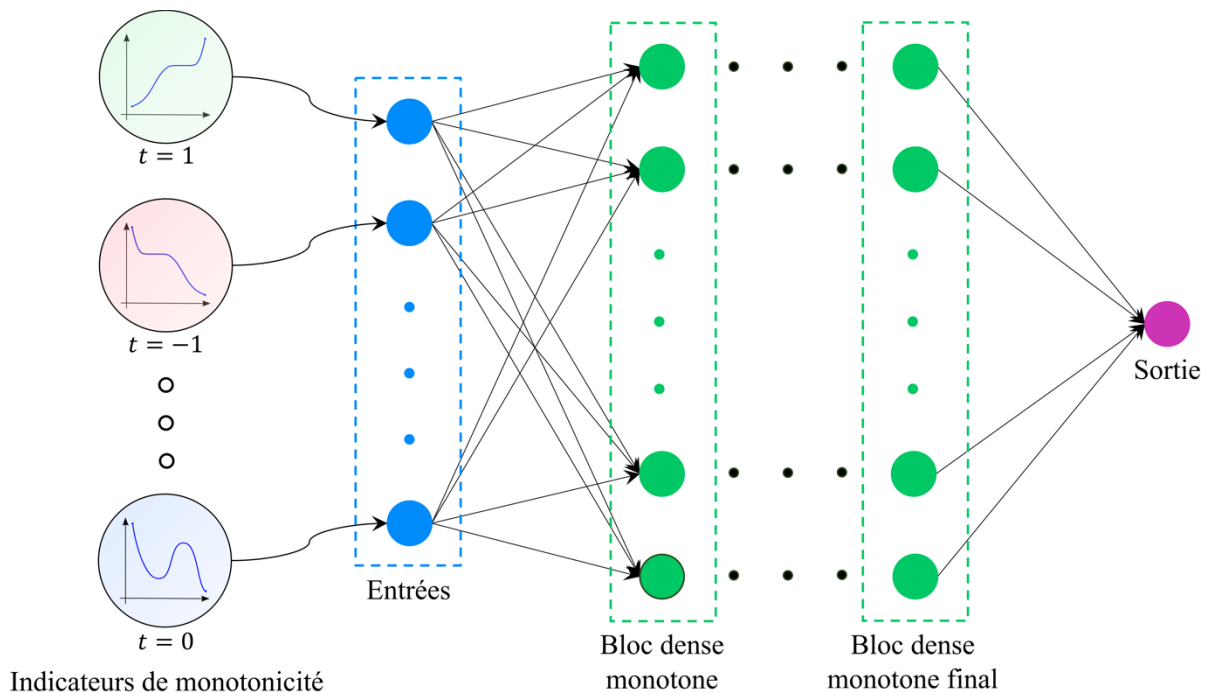 t = 1
t = −1
t = 0
Indicateurs de monotonicité
Entrées
Bloc dense
monotone
Bloc dense
monotone final
Sortie